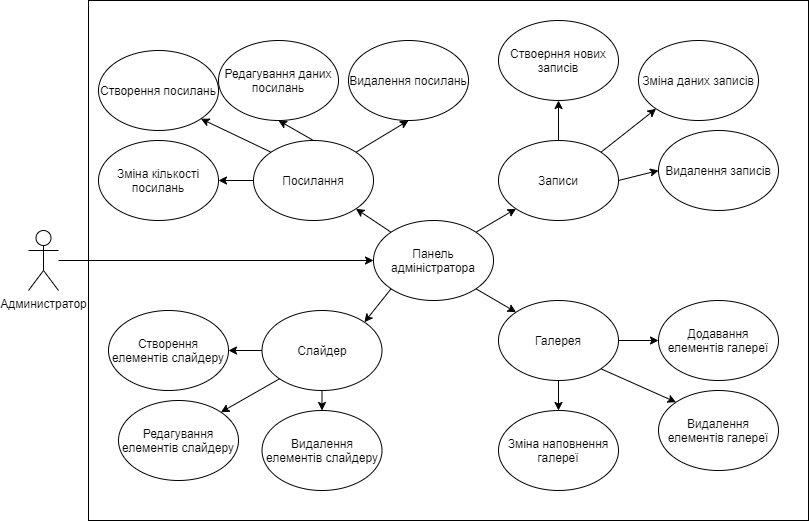 Створення посилань
Редагування даних
посилань
Видалення посилань
Зміна кількості
посилань
Посилання
Ствоерння нових
записів
Зміна даних записів
Записи
Видалення записів
Панель
адміністратора
Администратор
Створення
елементів слайдеру
Слайдер
Редагування
елементів слайдеру
Видалення
елементів слайдеру
Галерея
Додавання
елементів галереї
Зміна наповнення
галереї
Видалення
елементів галереї